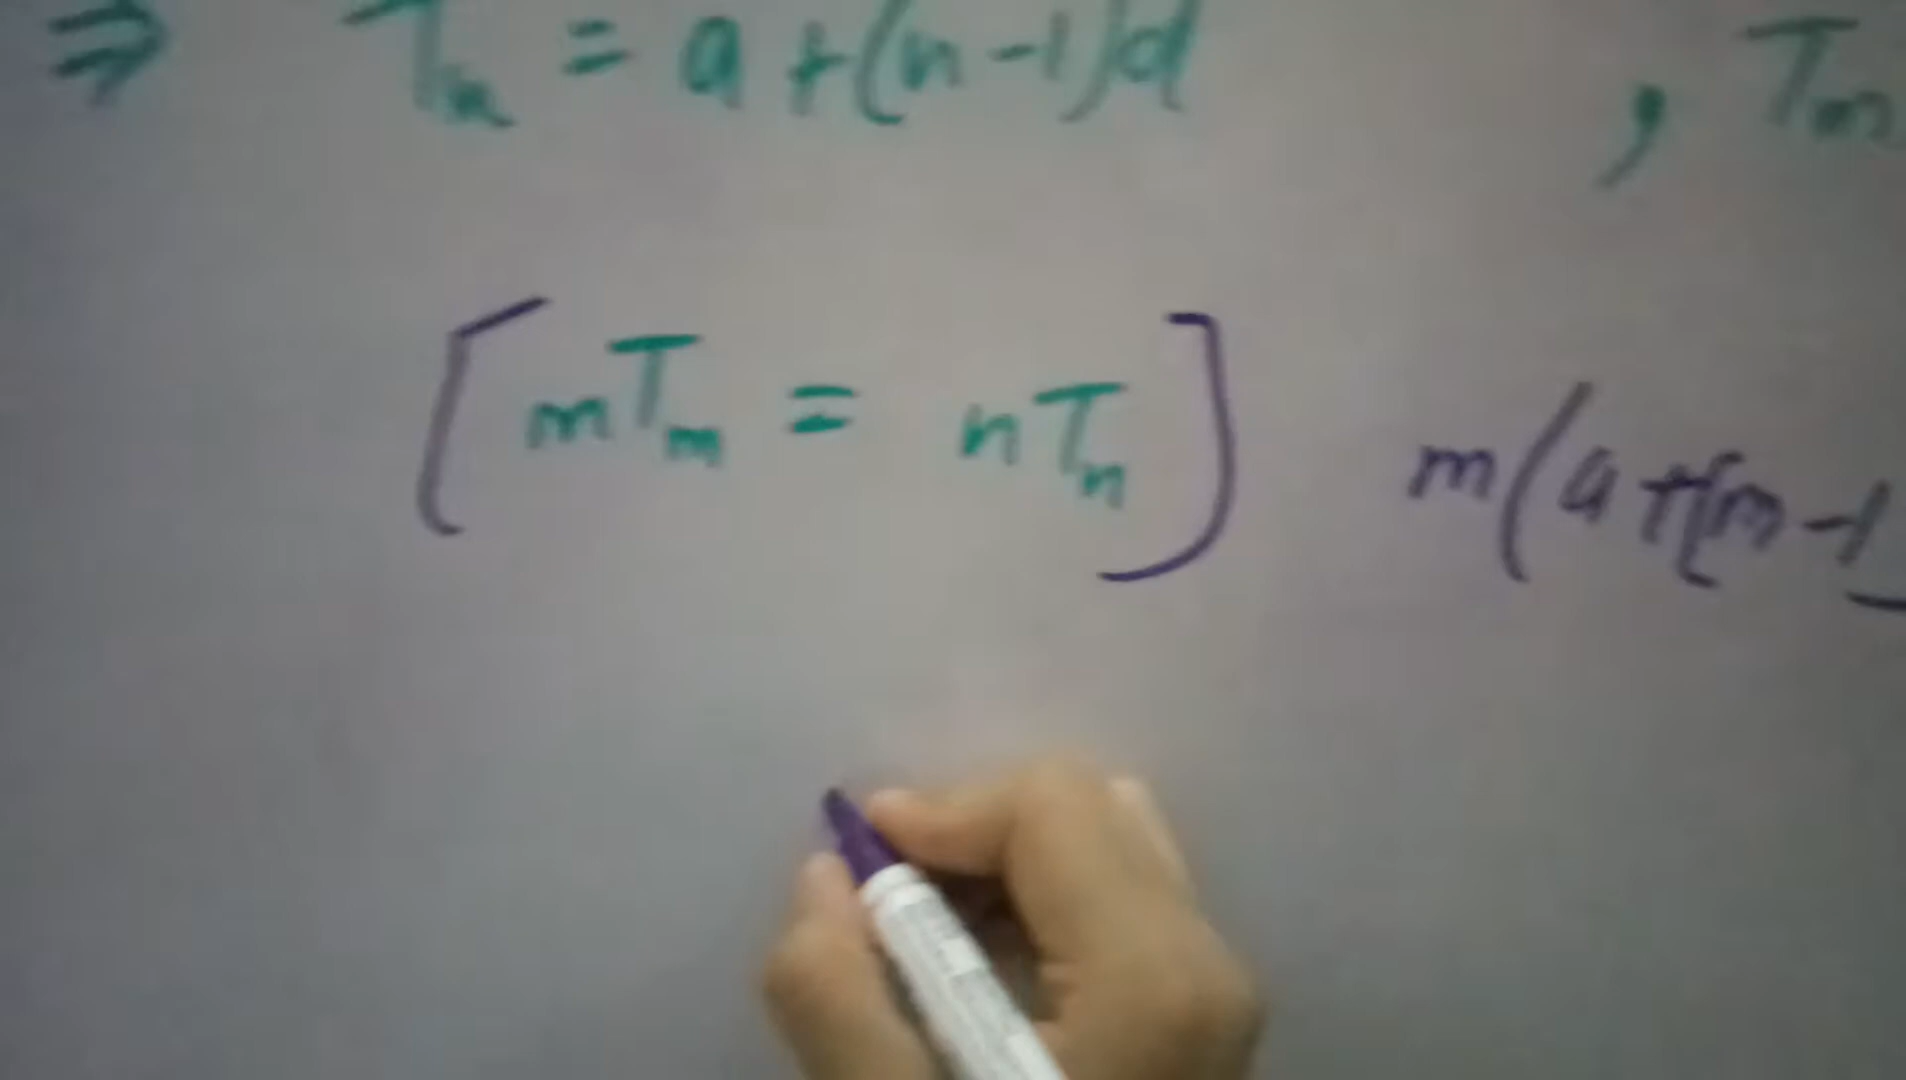 ⇒ Tn = a + (n-1)d , Tm
[mTm = nTn] m(a+(m-1